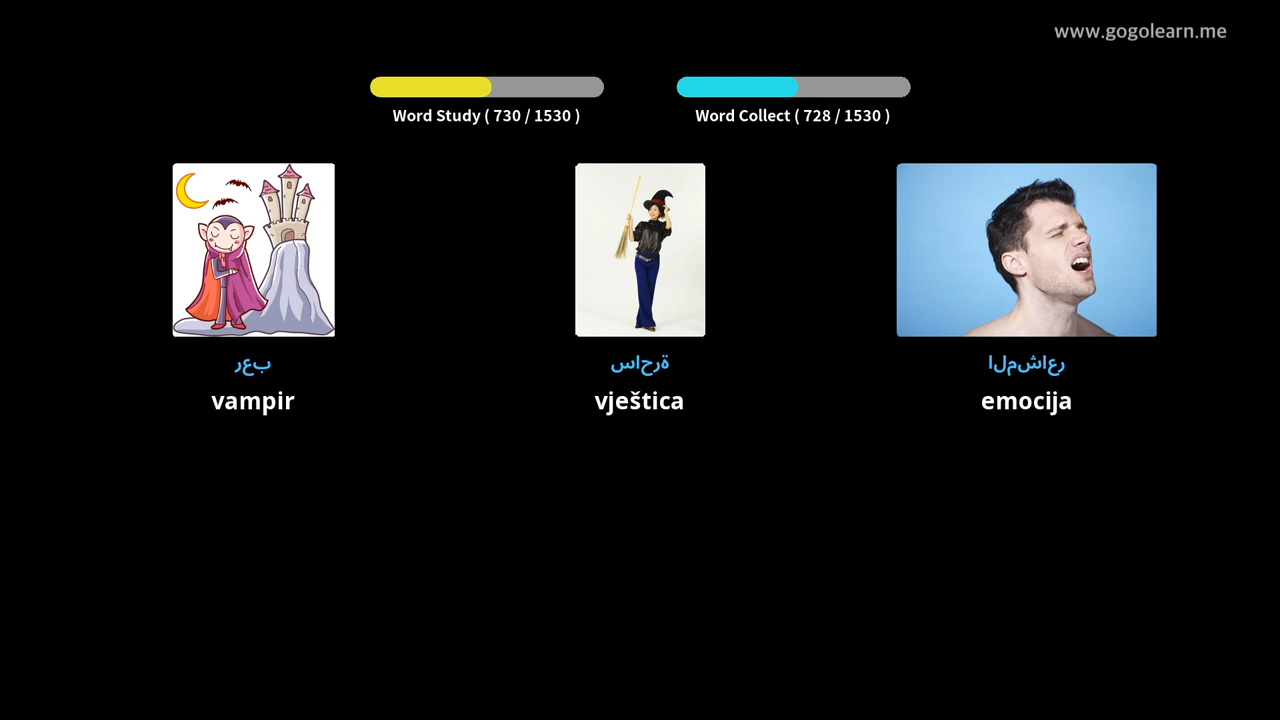 www.gogolearn.me
Word Study ( 730 / 1530 )
Word Collect ( 728 / 1530 )
رعب
vampir
ساحرة
vještica
المشاعر
emocija